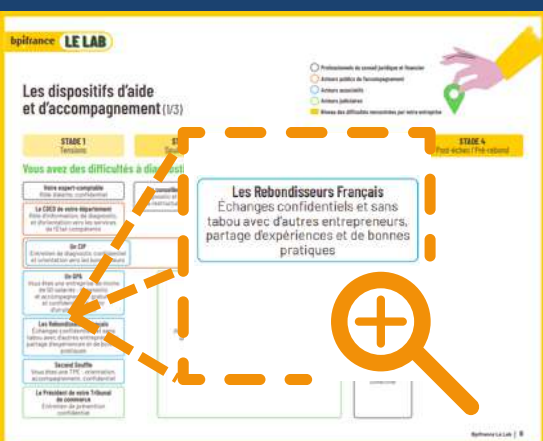 bpifrance LE LAB
Les dispositifs d'aide
et d'accompagnement (1/3)
Professionnels du conseil juridique et financier
Acteurs publics de l'accompagnement
Acteurs associatifs
Acteurs judiciaires
Niveau des difficultés rencontrées par votre entreprise
STADE 1
Tensions
STADE 4
Post-échec / Pré-rebond
Vous avez des difficultés à
Votre expert-comptable
Rôle d'alerte, confidentiel
Le CDED de votre département
Rôle d'information, de diagnostic,
et d'orientation vers les services
de l'État compétents
Un CIP
Entretien de diagnostic confidentiel
et orientation vers les bons
Un GPA
Vous êtes une entreprise de moins
de 50 salariés : diagnostic
et accompagnement
et confidentiel
Les Rebondisseurs Français
Échanges confidentiels et sans
tabou avec d'autres entrepreneurs,
partage d'expériences et de bonnes
pratiques
Second Souffle
Vous êtes une TPE : orientation,
accompagnement, confidentiel
Le Président de votre Tribunal
de commerce
Entretien de prévention
confidentiel
Les Rebondisseurs Français
Échanges confidentiels et sans
tabou avec d'autres entrepreneurs,
partage d'expériences et de bonnes
pratiques
Bpifrance Le Lab | 8